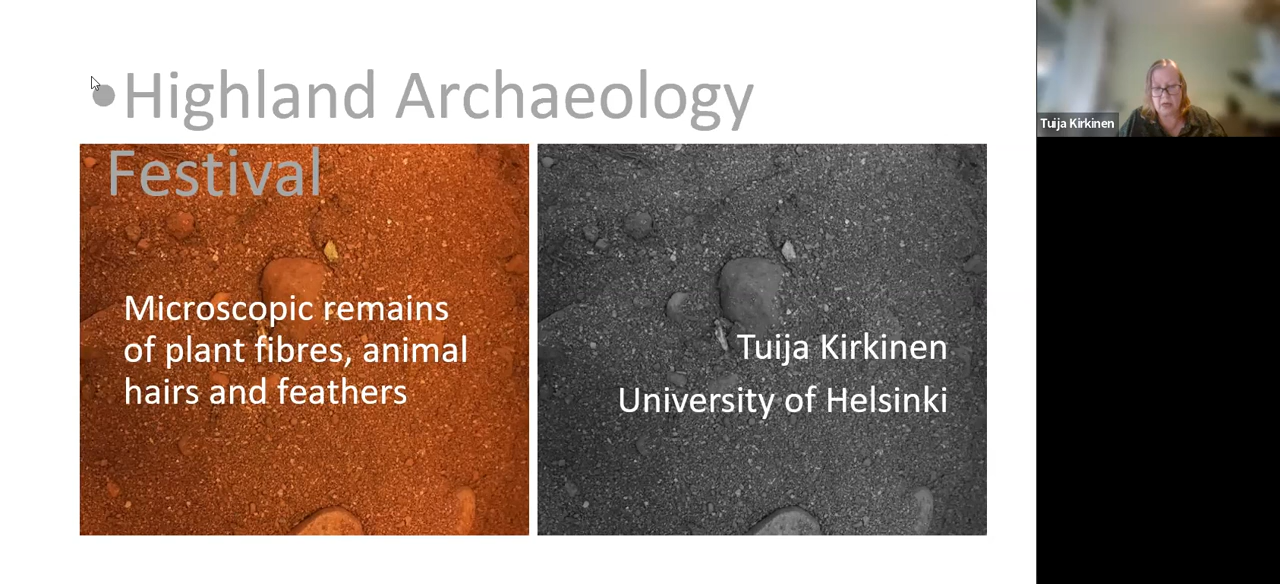 •Highland Archaeology
Festival
Microscopic remains
of plant fibres, animal
hairs and feathers
Tuija Kirkinen
University of Helsinki
Tuija Kirkinen